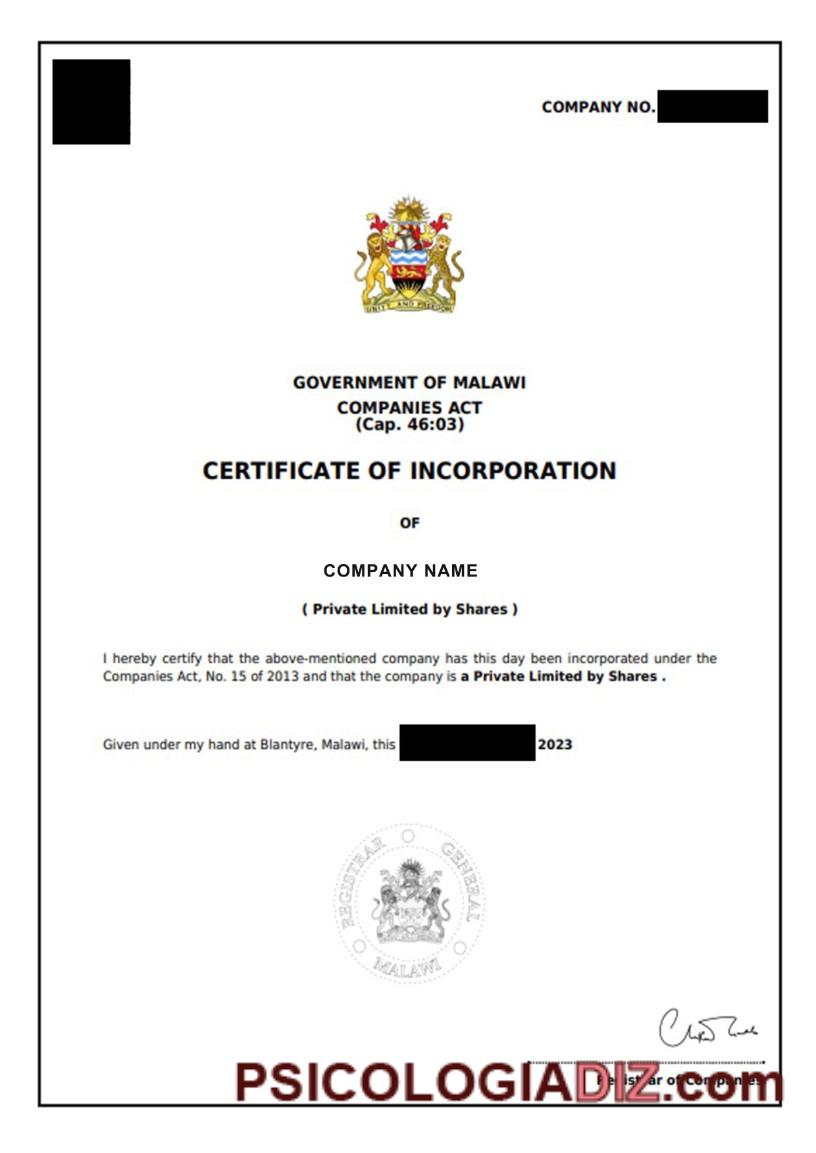 COMPANY NO.
UNITY AND FREEDOM
GOVERNMENT OF MALAWI
COMPANIES ACT
(Cap. 46:03)
CERTIFICATE OF INCORPORATION
OF
COMPANY NAME
( Private Limited by Shares )
I hereby certify that the above-mentioned company has this day been incorporated under the
Companies Act, No. 15 of 2013 and that the company is a Private Limited by Shares .
Given under my hand at Blantyre, Malawi, this 2023
REGISTRAR GENERAL
MALAWI
Registrar of Companies
PSICOLOGIADIZ.com